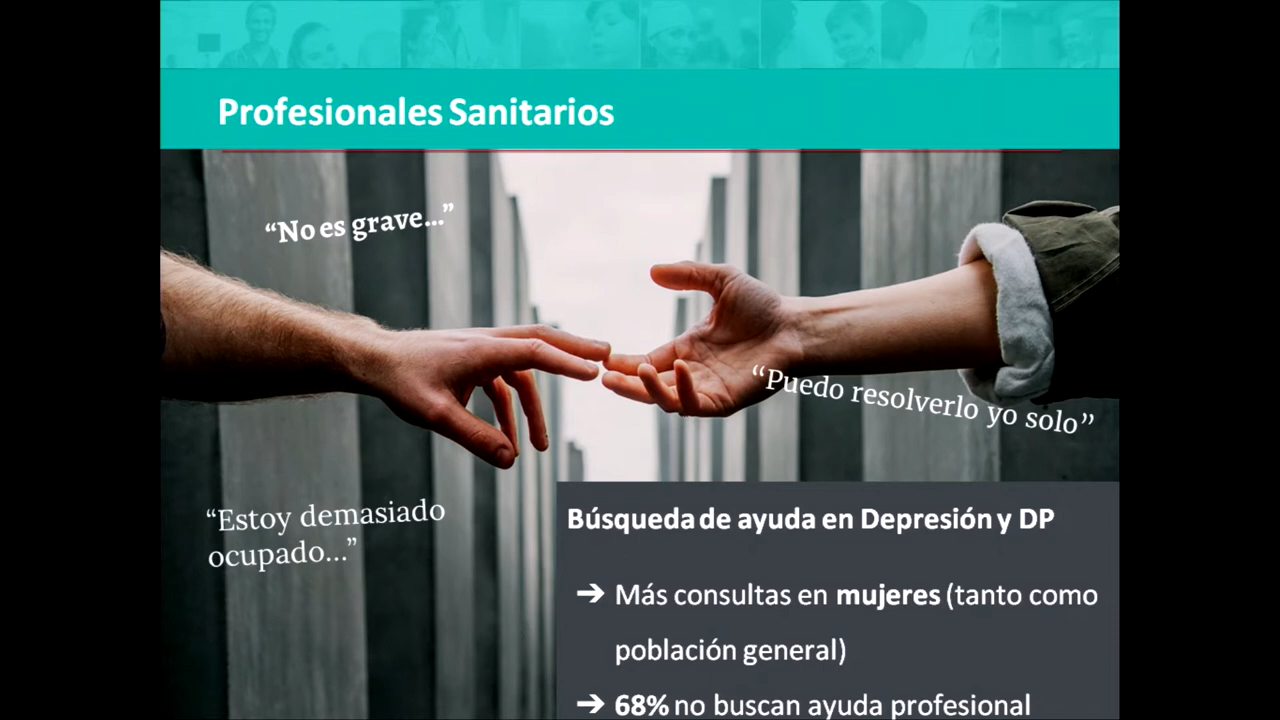 Profesionales Sanitarios
“No es grave...”
“Puedo resolverlo yo solo”
“Estoy demasiado
ocupado...”
Búsqueda de ayuda en Depresión y DP
➔ Más consultas en mujeres (tanto como
población general)
➔ 68% no buscan ayuda profesional